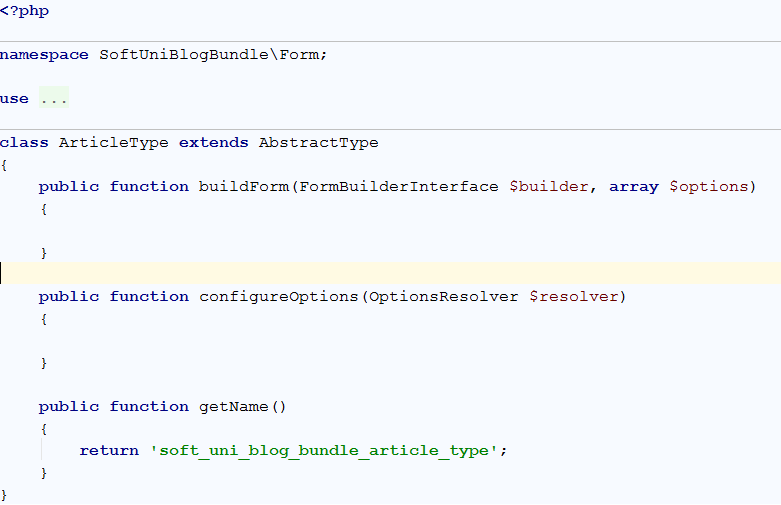 <?php
namespace SoftUniBlogBundle\Form;
use ...
class ArticleType extends AbstractType
{
    public function buildForm(FormBuilderInterface $builder, array $options)
    {
    }
    public function configureOptions(OptionsResolver $resolver)
    {
    }
    public function getName()
    {
        return 'soft_uni_blog_bundle_article_type';
    }
}